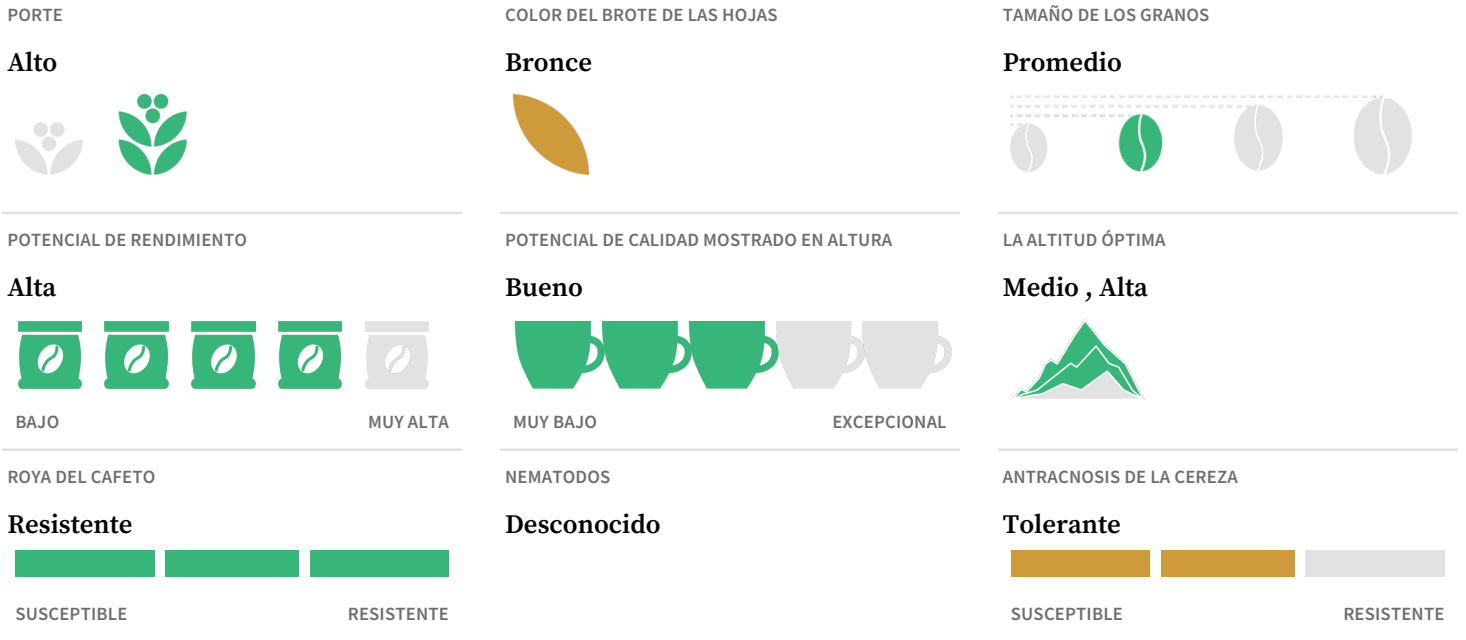 PORTE
Alto
COLOR DEL BROTE DE LAS HOJAS
Bronce
TAMAÑO DE LOS GRANOS
Promedio
POTENCIAL DE RENDIMIENTO
Alta
BAJO
MUY ALTA
POTENCIAL DE CALIDAD MOSTRADO EN ALTURA
Bueno
MUY BAJO
EXCEPCIONAL
LA ALTITUD ÓPTIMA
Medio , Alta
ROYA DEL CAFETO
Resistente
SUSCEPTIBLE
RESISTENTE
NEMATODOS
Desconocido
ANTRACNOSIS DE LA CEREZA
Tolerante
SUSCEPTIBLE
RESISTENTE